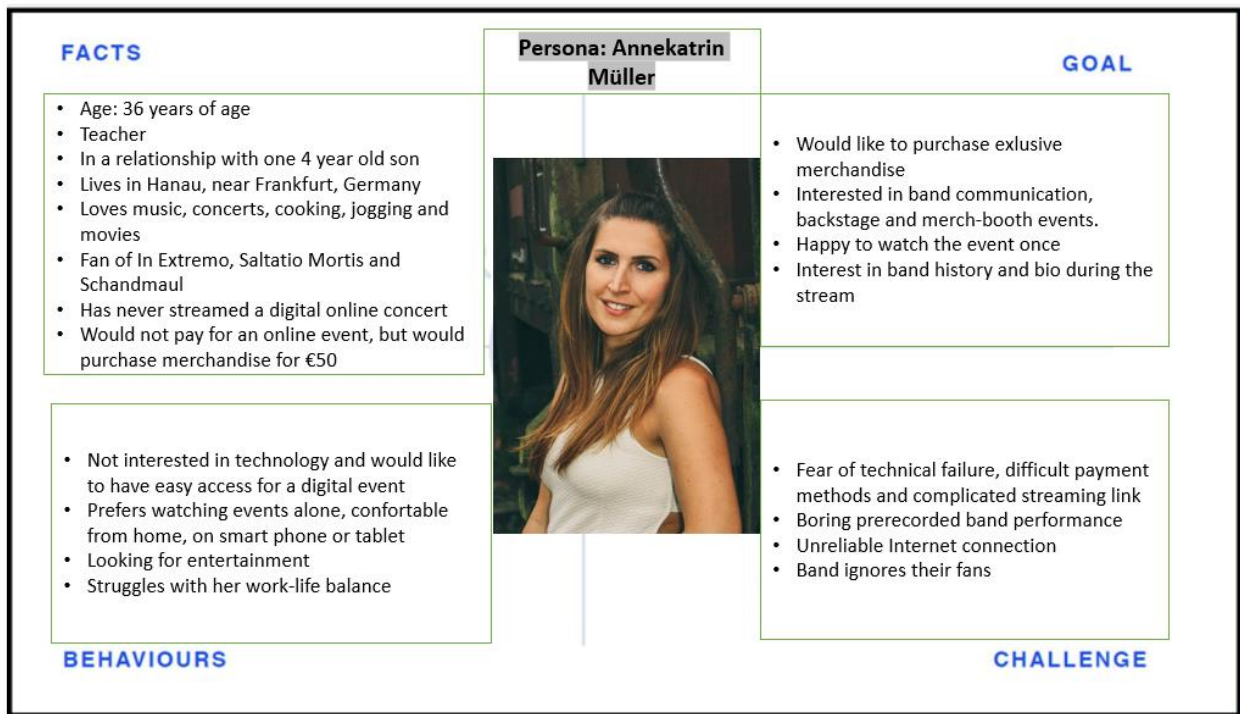 Persona: Annekatrin
Müller
FACTS
• Age: 36 years of age
• Teacher
• In a relationship with one 4 year old son
• Lives in Hanau, near Frankfurt, Germany
• Loves music, concerts, cooking, jogging and
movies
• Fan of In Extremo, Saltatio Mortis and
Schandmaul
• Has never streamed a digital online concert
• Would not pay for an online event, but would
purchase merchandise for €50
GOAL
• Would like to purchase exlusive
merchandise
• Interested in band communication,
backstage and merch-booth events.
• Happy to watch the event once
• Interest in band history and bio during the
stream
• Not interested in technology and would like
to have easy access for a digital event
• Prefers watching events alone, confortable
from home, on smart phone or tablet
• Looking for entertainment
• Struggles with her work-life balance
BEHAVIOURS
• Fear of technical failure, difficult payment
methods and complicated streaming link
• Boring prerecorded band performance
• Unreliable Internet connection
• Band ignores their fans
CHALLENGE